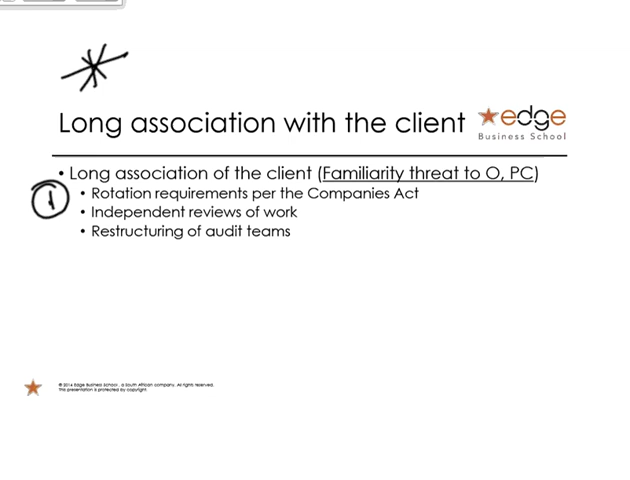 Long association with the client
edge
Business School
• Long association of the client (Familiarity threat to O, PC)
1
• Rotation requirements per the Companies Act
• Independent reviews of work
• Restructuring of audit teams
© 2016 Edge Business School, a South African company. All rights reserved.
This presentation is protected by copyright.